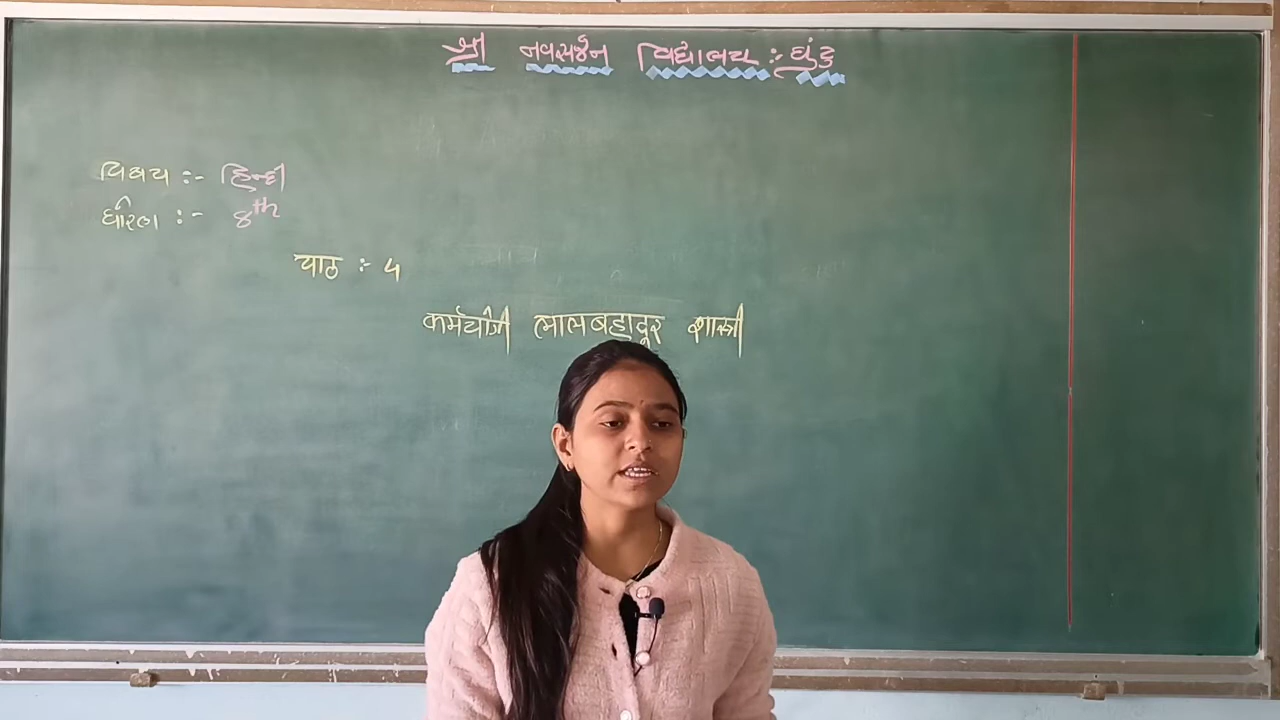 શ્રી નવસર્જન વિદ્યાલય :- ઘુંટુ
વિષય :- हिन्दी
ધોરણ :- 8th
पाठ :- 5
कर्मयोगी लालबहादुर शास्त्री